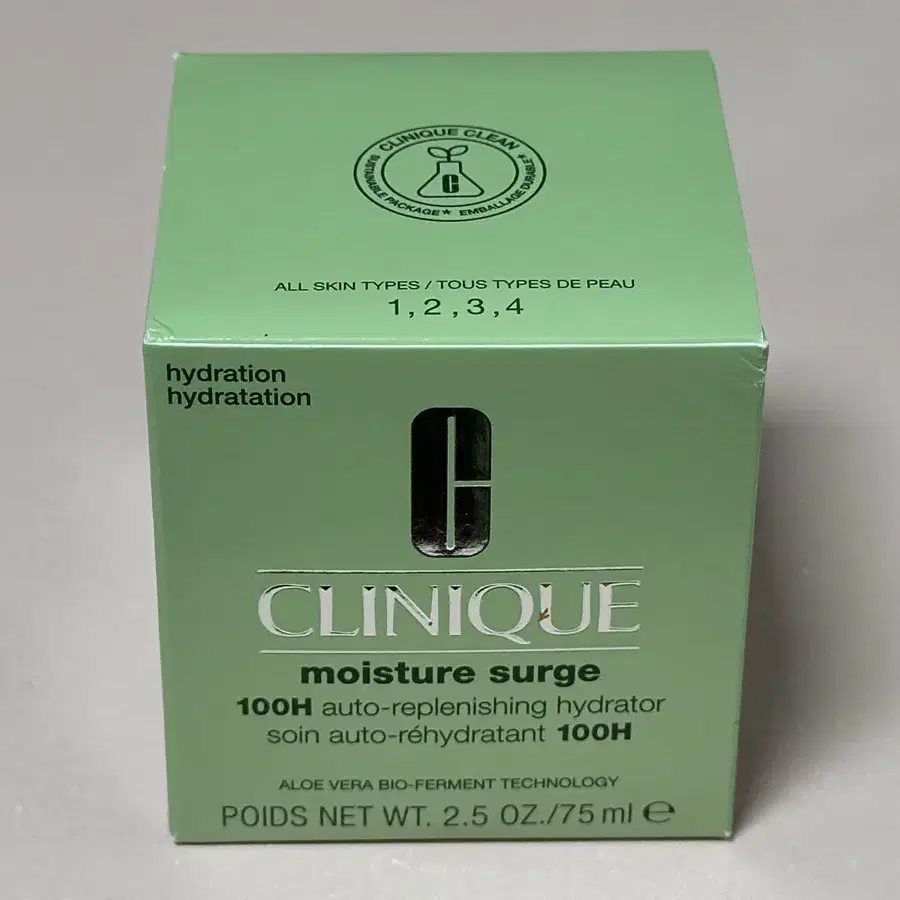 CLINIQUE CLEAN
SUSTAINABLE PACKAGE* EMBALLAGE DURABLE*
C
ALL SKIN TYPES / TOUS TYPES DE PEAU
1,2,3,4
hydration
hydratation
C
CLINIQUE
moisture surge
100H auto-replenishing hydrator
soin auto-réhydratant 100H
ALOE VERA BIO-FERMENT TECHNOLOGY
POIDS NET WT. 2.5 OZ./75 ml ℮